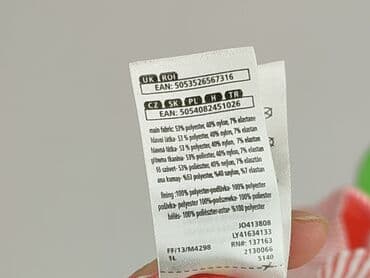 UK ROI
EAN: 5053526567316
CZ SK PL H TR
EAN: 5054082451026
main fabric: 53% polyester, 40% nylon, 7% elastane
hlavní látka- 53 % polyester, 40% nylon, 7% elastan
hlavná látka- 53 % polyester, 40% nylon, 7% elastan
główna tkanina- 53% poliester, 40% nylon, 7% elastan
fő szövet- 53% poliészter, 40% nejlon, 7% elasztán
ana kumaş- %53 polyester, %40 naylon, %7 elastan
lining :100% polyester-podšívka- 100% polyester
podšívka- polyester 100%-podszewka- 100% poliester
bélés- 100% poliészter-astar- %100 polyester
JO413808
LY41634133
FF/13/M4298 RN#: 137163
1L 2130066
5140